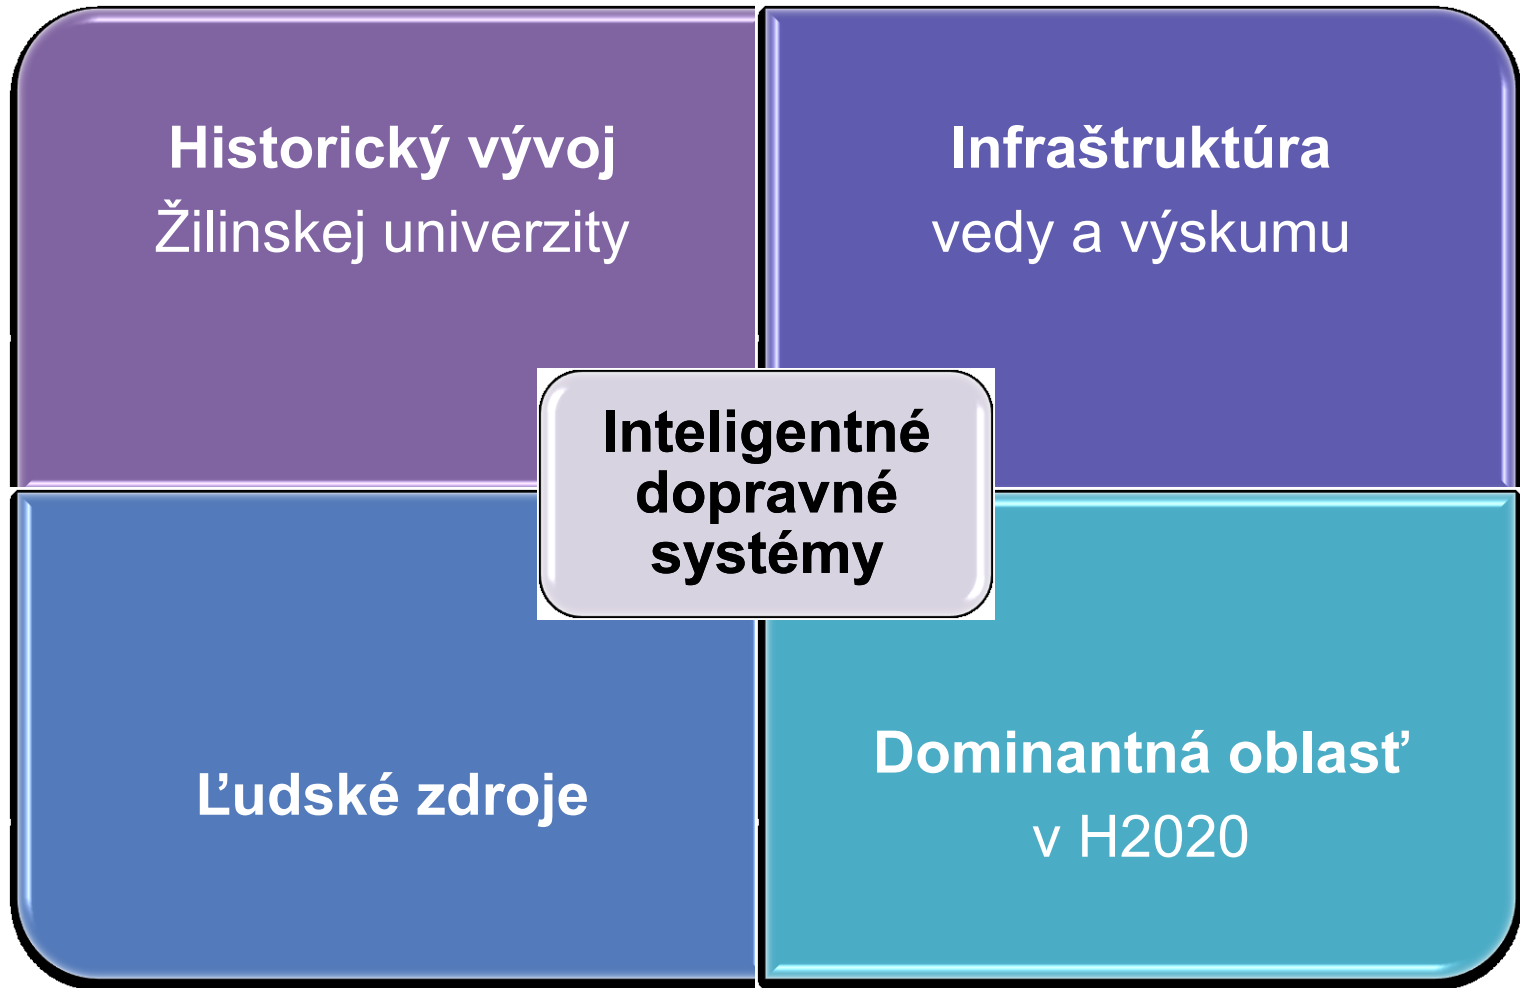 Historický vývoj
Žilinskej univerzity
Infraštruktúra
vedy a výskumu
Inteligentné
dopravné
systémy
Ľudské zdroje
Dominantná oblasť
v H2020